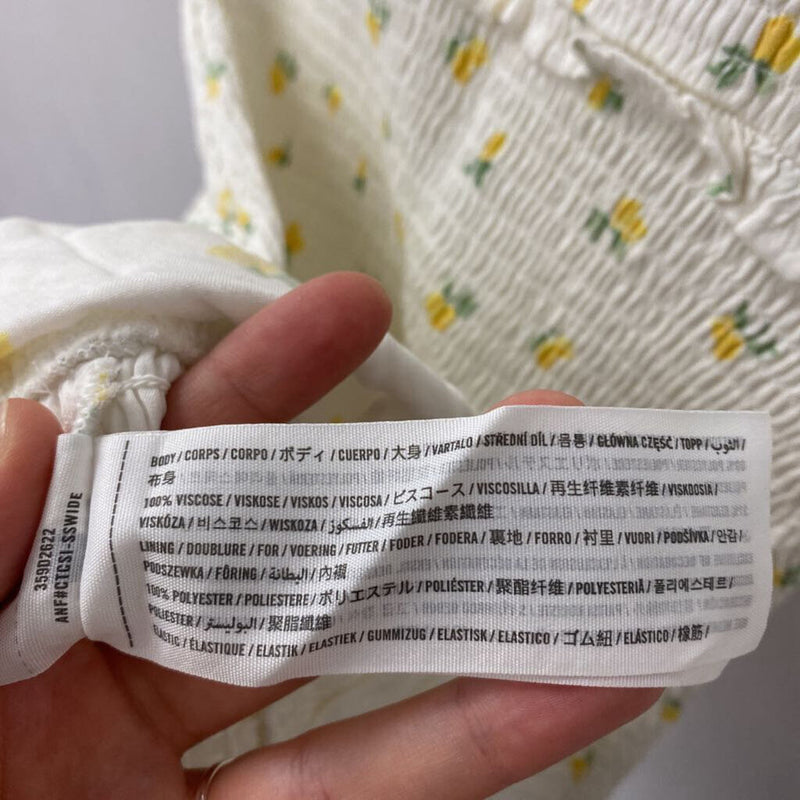 BODY / CORPS / CORPO / ボディ / CUERPO / 大身 / VARTALO / STŘEDNÍ DÍL / 몸통 / GŁÓWNA CZĘŚĆ / TOPP / الثوب /
布身
100% VISCOSE / VISKOSE / VISKOS / VISCOSA / ビスコース / VISCOSILLA / 再生纤维素纤维 / VISKOOSIA /
VISKÓZA / 비스코스 / WISKOZA / الفسكوز / 再生纖維素纖維
LINING / DOUBLURE / FOR / VOERING / FUTTER / FODER / FODERA / 裏地 / FORRO / 衬里 / VUORI / PODŠÍVKA / 안감 /
PODSZEWKA / FÔRING / البطانة / 內襯
100% POLYESTER / POLIESTERE / ポリエステル / POLIÉSTER / 聚酯纤维 / POLYESTERIÄ / 폴리에스테르 /
POLIESTER / البوليستر / 聚脂纖維
ELASTIC / ÉLASTIQUE / ELASTIK / ELASTIEK / GUMMIZUG / ELASTISK / ELASTICO / ゴム紐 / ELÁSTICO / 橡筋 /
359D2622
ANF#CTCSI-SSWIDE